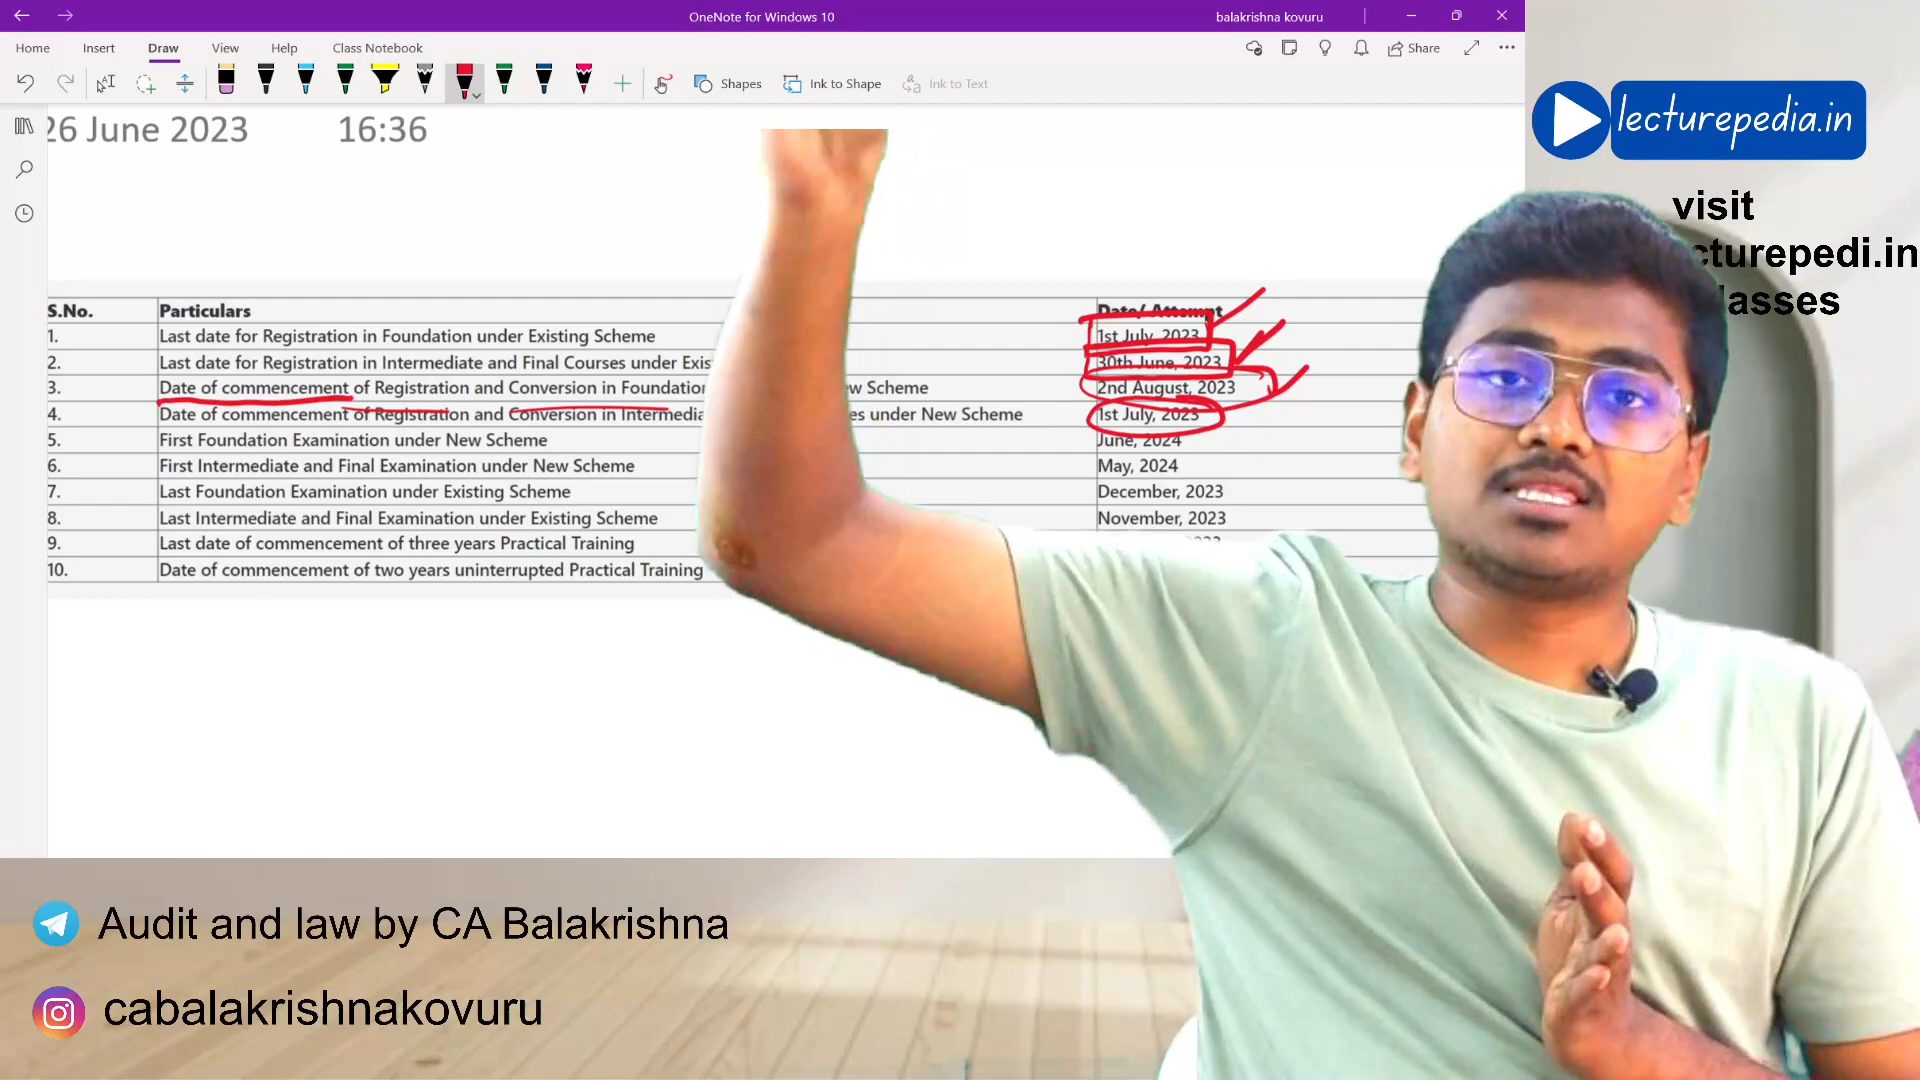 OneNote for Windows 10
balakrishna kovuru
Home Insert Draw View Help Class Notebook
Share
Shapes Ink to Shape Ink to Text
26 June 2023 16:36
lecturepedia.in
visit
cturepedi.in
lasses
S.No. Particulars Date/ Attempt
1. Last date for Registration in Foundation under Existing Scheme 1st July, 2023
2. Last date for Registration in Intermediate and Final Courses under Exis 30th June, 2023
3. Date of commencement of Registration and Conversion in Foundation w Scheme 2nd August, 2023
4. Date of commencement of Registration and Conversion in Intermedia es under New Scheme 1st July, 2023
5. First Foundation Examination under New Scheme June, 2024
6. First Intermediate and Final Examination under New Scheme May, 2024
7. Last Foundation Examination under Existing Scheme December, 2023
8. Last Intermediate and Final Examination under Existing Scheme November, 2023
9. Last date of commencement of three years Practical Training
10. Date of commencement of two years uninterrupted Practical Training
Audit and law by CA Balakrishna
cabalakrishnakovuru